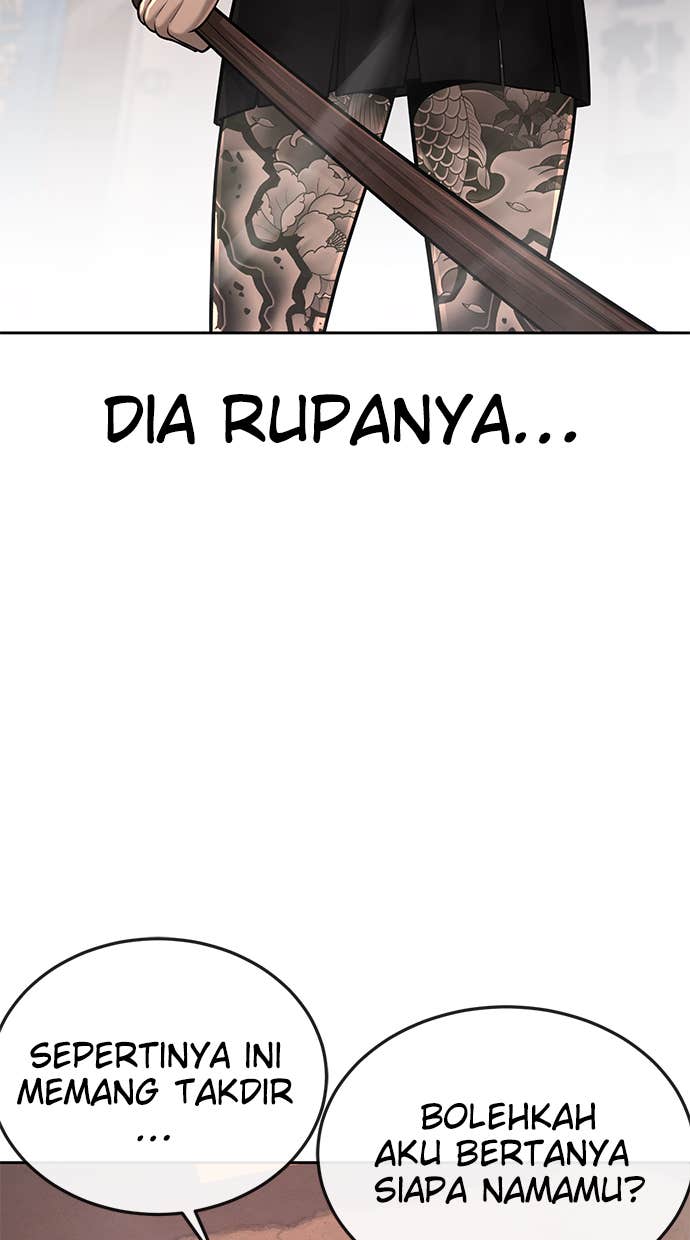 DIA RUPANYA...
SEPERTINYA INI
MEMANG TAKDIR
...
BOLEHKAH
AKU BERTANYA
SIAPA NAMAMU?